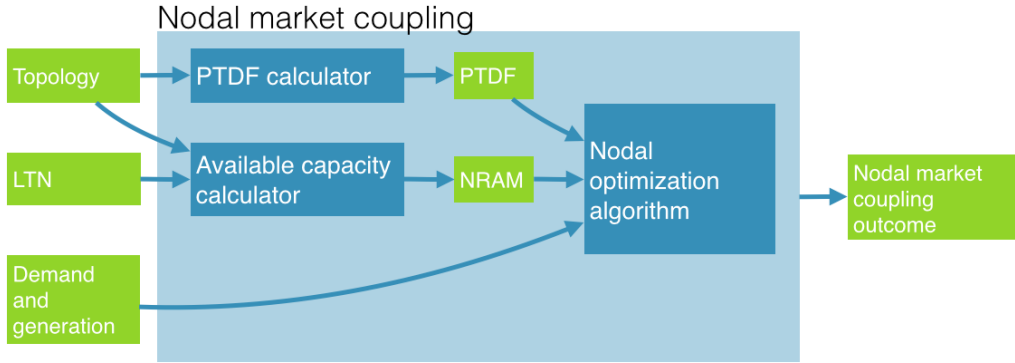 Nodal market coupling
Topology
PTDF calculator
PTDF
LTN
Available capacity
calculator
NRAM
Nodal
optimization
algorithm
Nodal market
coupling
outcome
Demand
and
generation